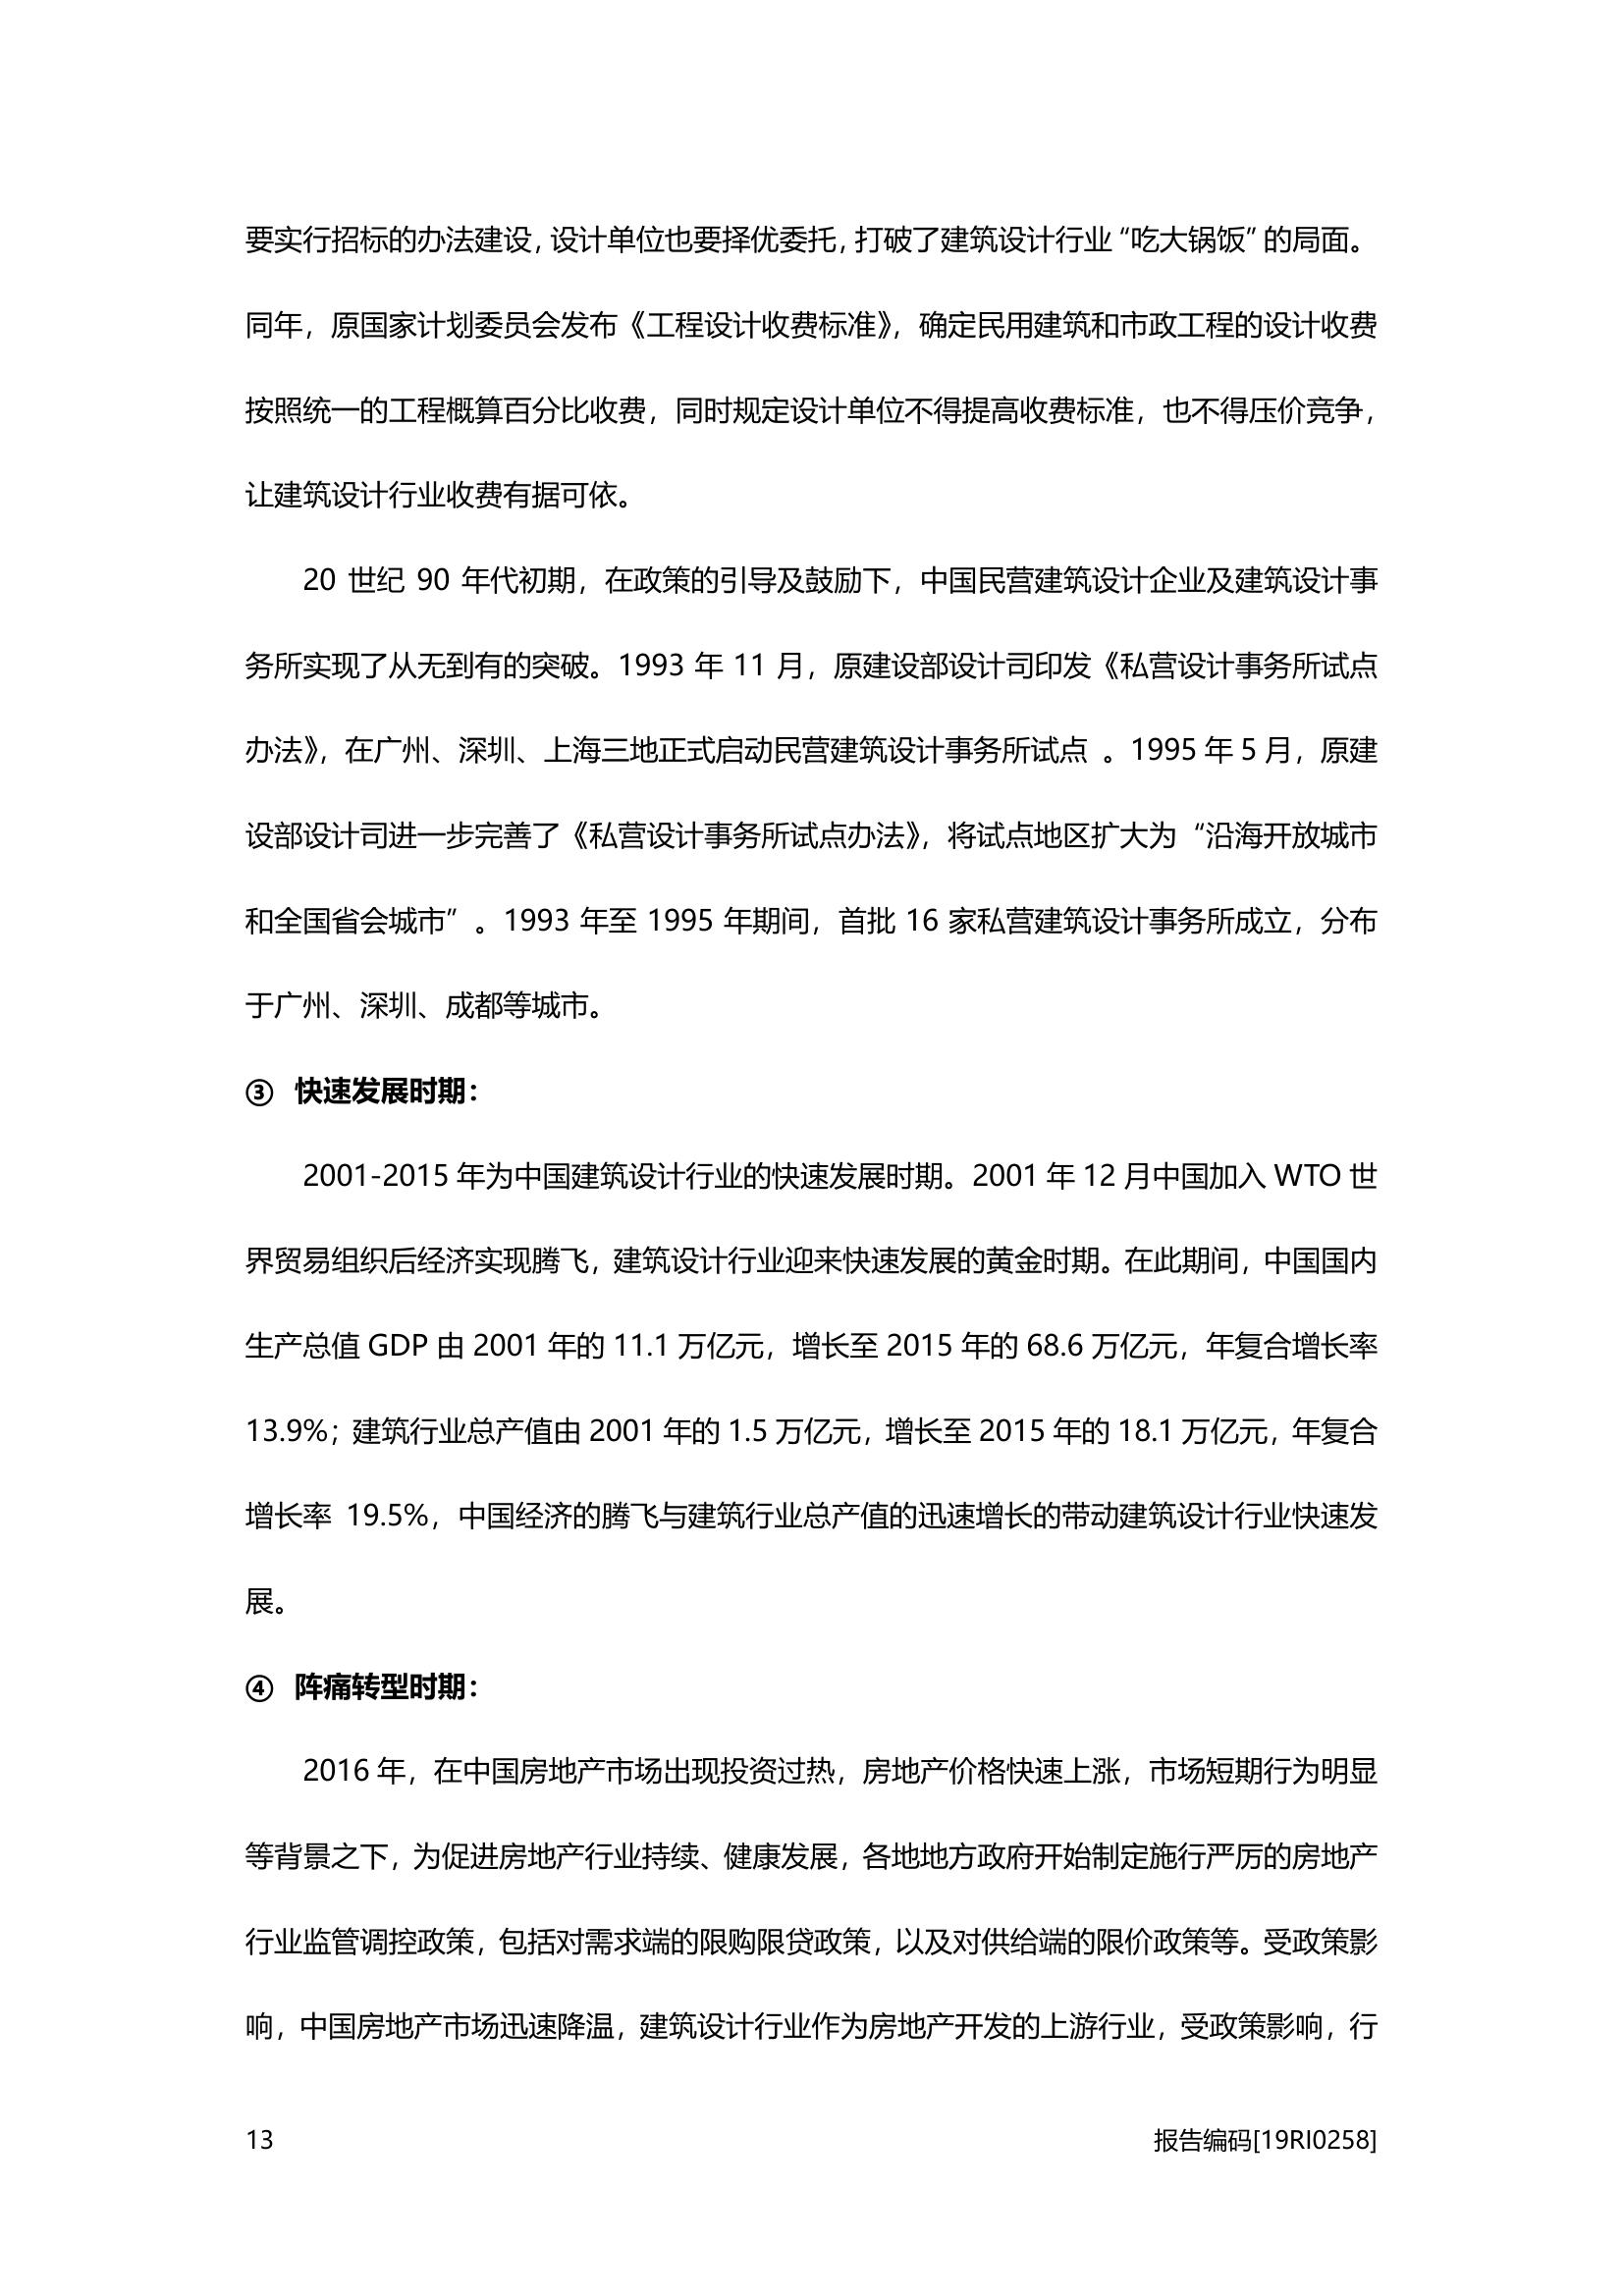 要实行招标的办法建设，设计单位也要择优委托，打破了建筑设计行业“吃大锅饭”的局面。
同年，原国家计划委员会发布《工程设计收费标准》，确定民用建筑和市政工程的设计收费
按照统一的工程概算百分比收费，同时规定设计单位不得提高收费标准，也不得压价竞争，
让建筑设计行业收费有据可依。
20 世纪 90 年代初期，在政策的引导及鼓励下，中国民营建筑设计企业及建筑设计事
务所实现了从无到有的突破。1993 年 11 月，原建设部设计司印发《私营设计事务所试点
办法》，在广州、深圳、上海三地正式启动民营建筑设计事务所试点 。1995 年 5 月，原建
设部设计司进一步完善了《私营设计事务所试点办法》，将试点地区扩大为“沿海开放城市
和全国省会城市”。1993 年至 1995 年期间，首批 16 家私营建筑设计事务所成立，分布
于广州、深圳、成都等城市。
③ 快速发展时期：
2001-2015 年为中国建筑设计行业的快速发展时期。2001 年 12 月中国加入 WTO 世
界贸易组织后经济实现腾飞，建筑设计行业迎来快速发展的黄金时期。在此期间，中国国内
生产总值 GDP 由 2001 年的 11.1 万亿元，增长至 2015 年的 68.6 万亿元，年复合增长率
13.9%；建筑行业总产值由 2001 年的 1.5 万亿元，增长至 2015 年的 18.1 万亿元，年复合
增长率 19.5%，中国经济的腾飞与建筑行业总产值的迅速增长的带动建筑设计行业快速发
展。
④ 阵痛转型时期：
2016 年，在中国房地产市场出现投资过热，房地产价格快速上涨，市场短期行为明显
等背景之下，为促进房地产行业持续、健康发展，各地地方政府开始制定施行严厉的房地产
行业监管调控政策，包括对需求端的限购限贷政策，以及对供给端的限价政策等。受政策影
响，中国房地产市场迅速降温，建筑设计行业作为房地产开发的上游行业，受政策影响，行
13
报告编码[19RI0258]